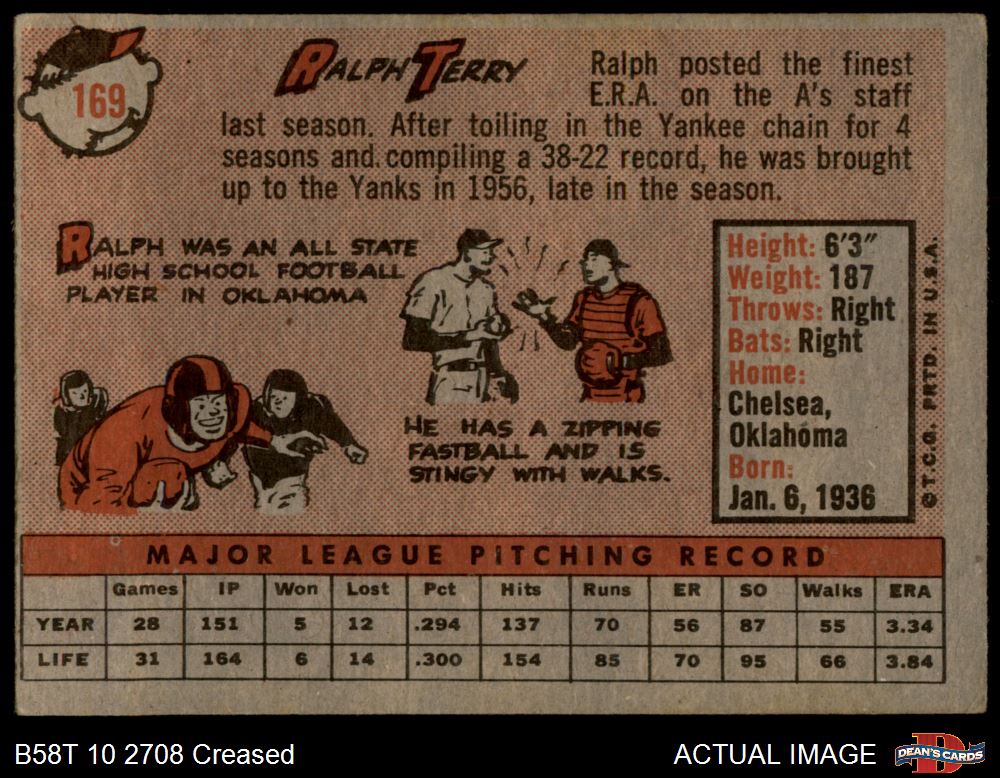 169
RALPH TERRY
Ralph posted the finest
E.R.A. on the A's staff
last season. After toiling in the Yankee chain for 4
seasons and.compiling a 38-22 record, he was brought
up to the Yanks in 1956, late in the season.
RALPH WAS AN ALL STATE
HIGH SCHOOL FOOTBALL
PLAYER IN OKLAHOMA
HE HAS A ZIPPING
FASTBALL AND IS
STINGY WITH WALKS.
Height: 6'3"
Weight: 187
Throws: Right
Bats: Right
Home:
Chelsea,
Oklahoma
Born:
Jan. 6, 1936
©T.C.G. PRTD. IN U.S.A.
MAJOR LEAGUE PITCHING RECORD
Games IP Won Lost Pct Hits Runs ER SO Walks ERA
YEAR 28 151 5 12 .294 137 70 56 87 55 3.34
LIFE 31 164 6 14 .300 154 85 70 95 66 3.84
B58T 10 2708 Creased
ACTUAL IMAGE
DEAN'S CARDS